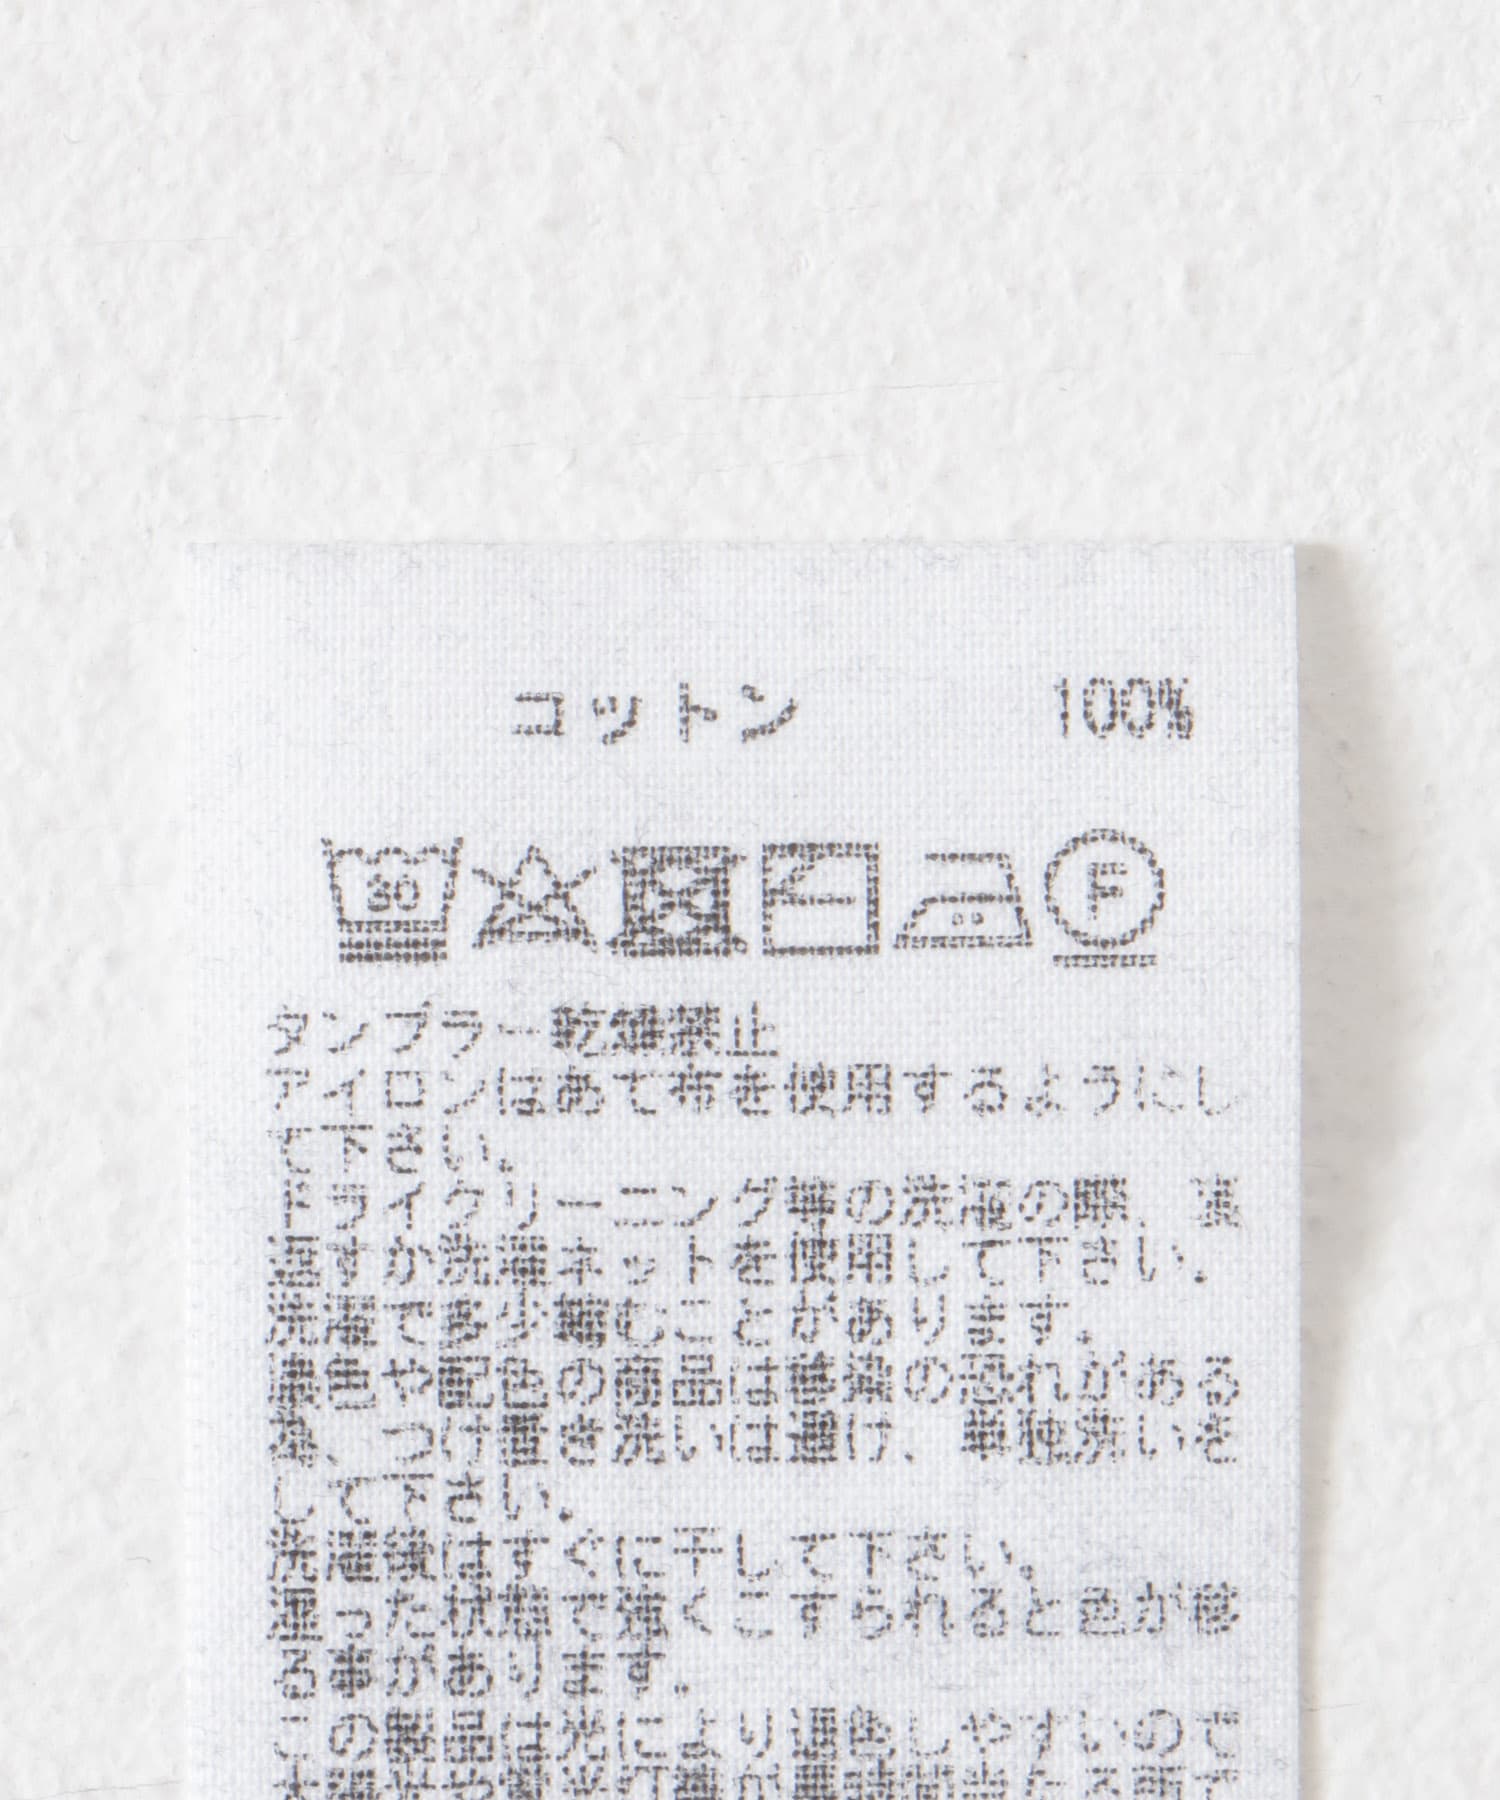 コットン 100%
30
F
タンブラー乾燥禁止
アイロンはあて布を使用するようにし
て下さい。
ドライクリーニング等の洗濯の際、裏
返すか洗濯ネットを使用して下さい。
洗濯で多少縮むことがあります。
濃色や配色の商品は移染の恐れがある
為、つけ置き洗いは避け、単独洗いを
して下さい。
洗濯後はすぐに干して下さい。
湿った状態で強くこすられると色が移
る事があります。
この製品は光により退色しやすいので